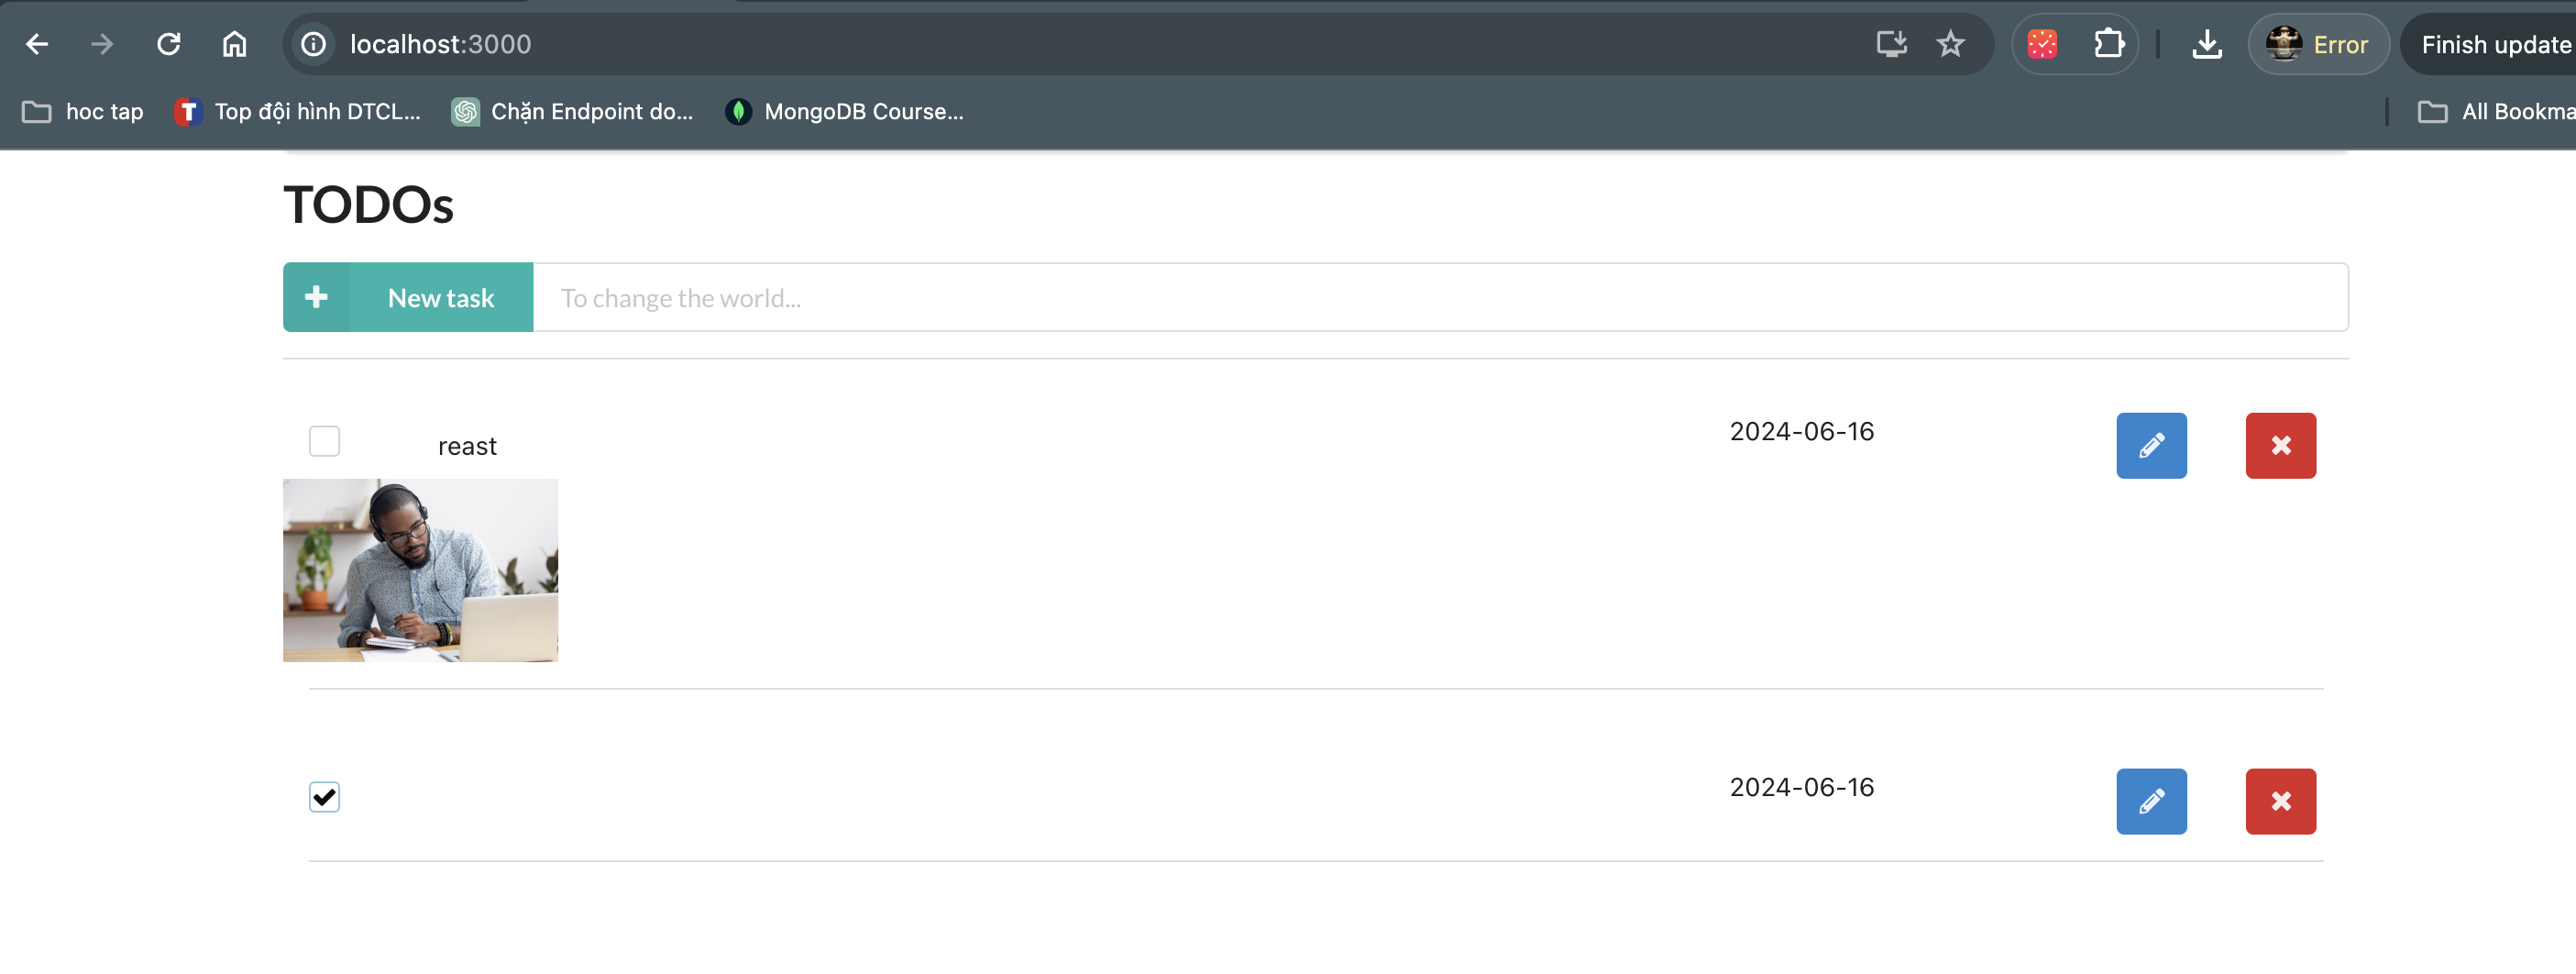 localhost:3000
Error
Finish update
hoc tap
Top đội hình DTCL...
Chặn Endpoint do...
MongoDB Course...
All Bookma
TODOs
New task
To change the world...
reast
2024-06-16
2024-06-16